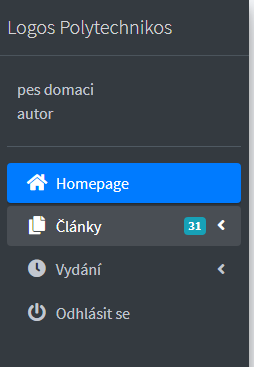 Logos Polytechnikos
pes domaci
autor
Homepage
Články 31
Vydání
Odhlásit se